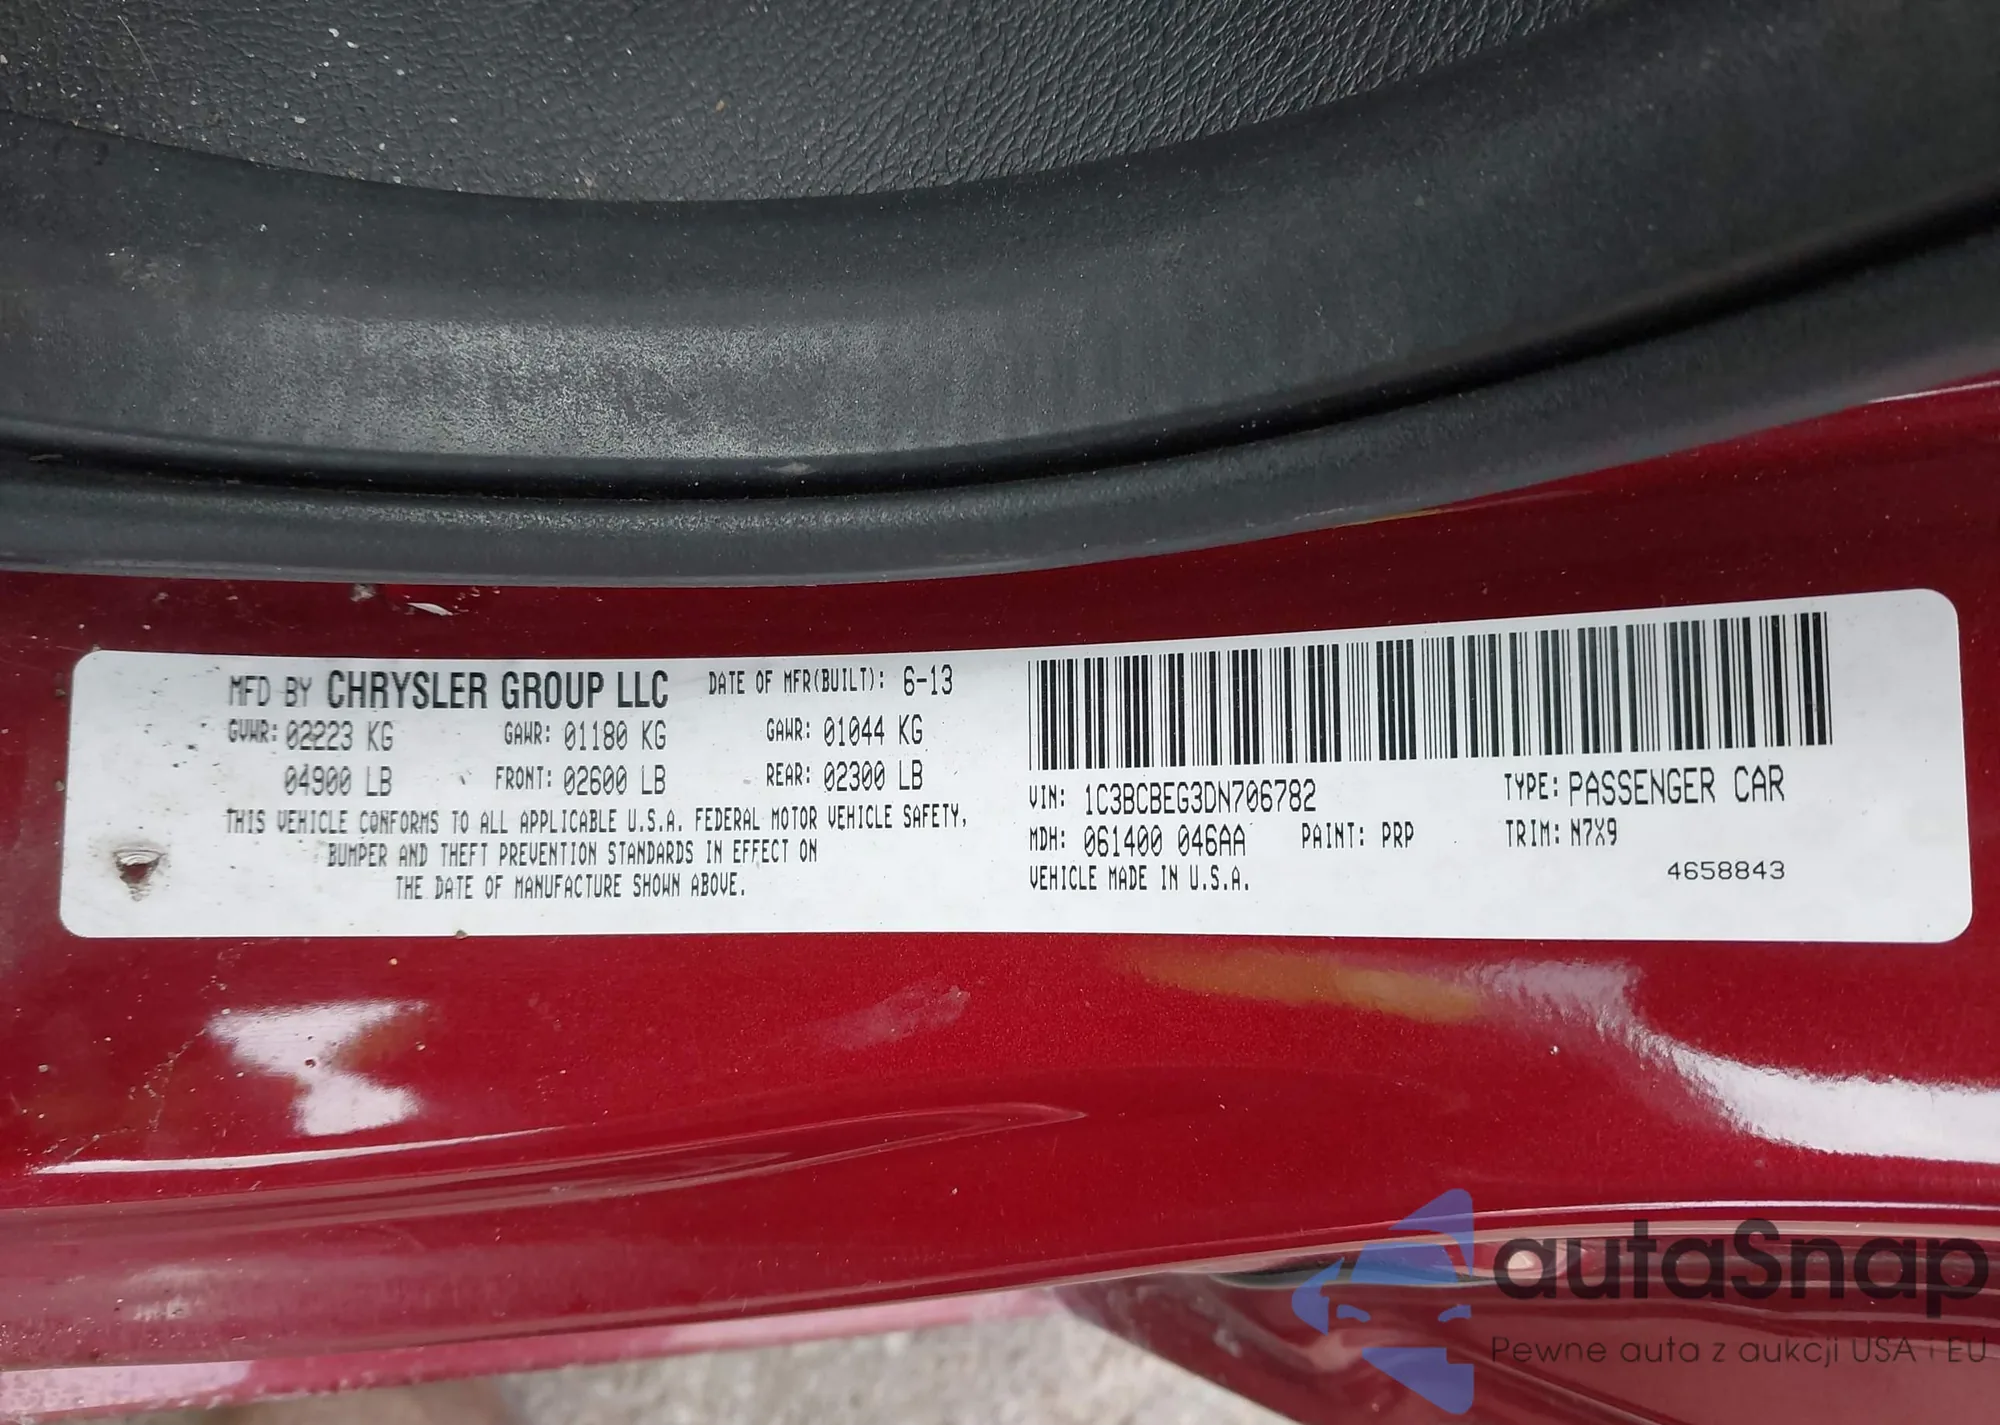 MFD BY CHRYSLER GROUP LLC DATE OF MFR(BUILT): 6-13
GVWR: 02223 KG GAWR: 01180 KG GAWR: 01044 KG
04900 LB FRONT: 02600 LB REAR: 02300 LB
THIS VEHICLE CONFORMS TO ALL APPLICABLE U.S.A. FEDERAL MOTOR VEHICLE SAFETY,
BUMPER AND THEFT PREVENTION STANDARDS IN EFFECT ON
THE DATE OF MANUFACTURE SHOWN ABOVE.
VIN: 1C3BCBEG3DN706782 TYPE: PASSENGER CAR
MDH: 061400 046AA PAINT: PRP TRIM: N7X9
VEHICLE MADE IN U.S.A. 4658843
autaSnap
Pewne auta z aukcji USA i EU